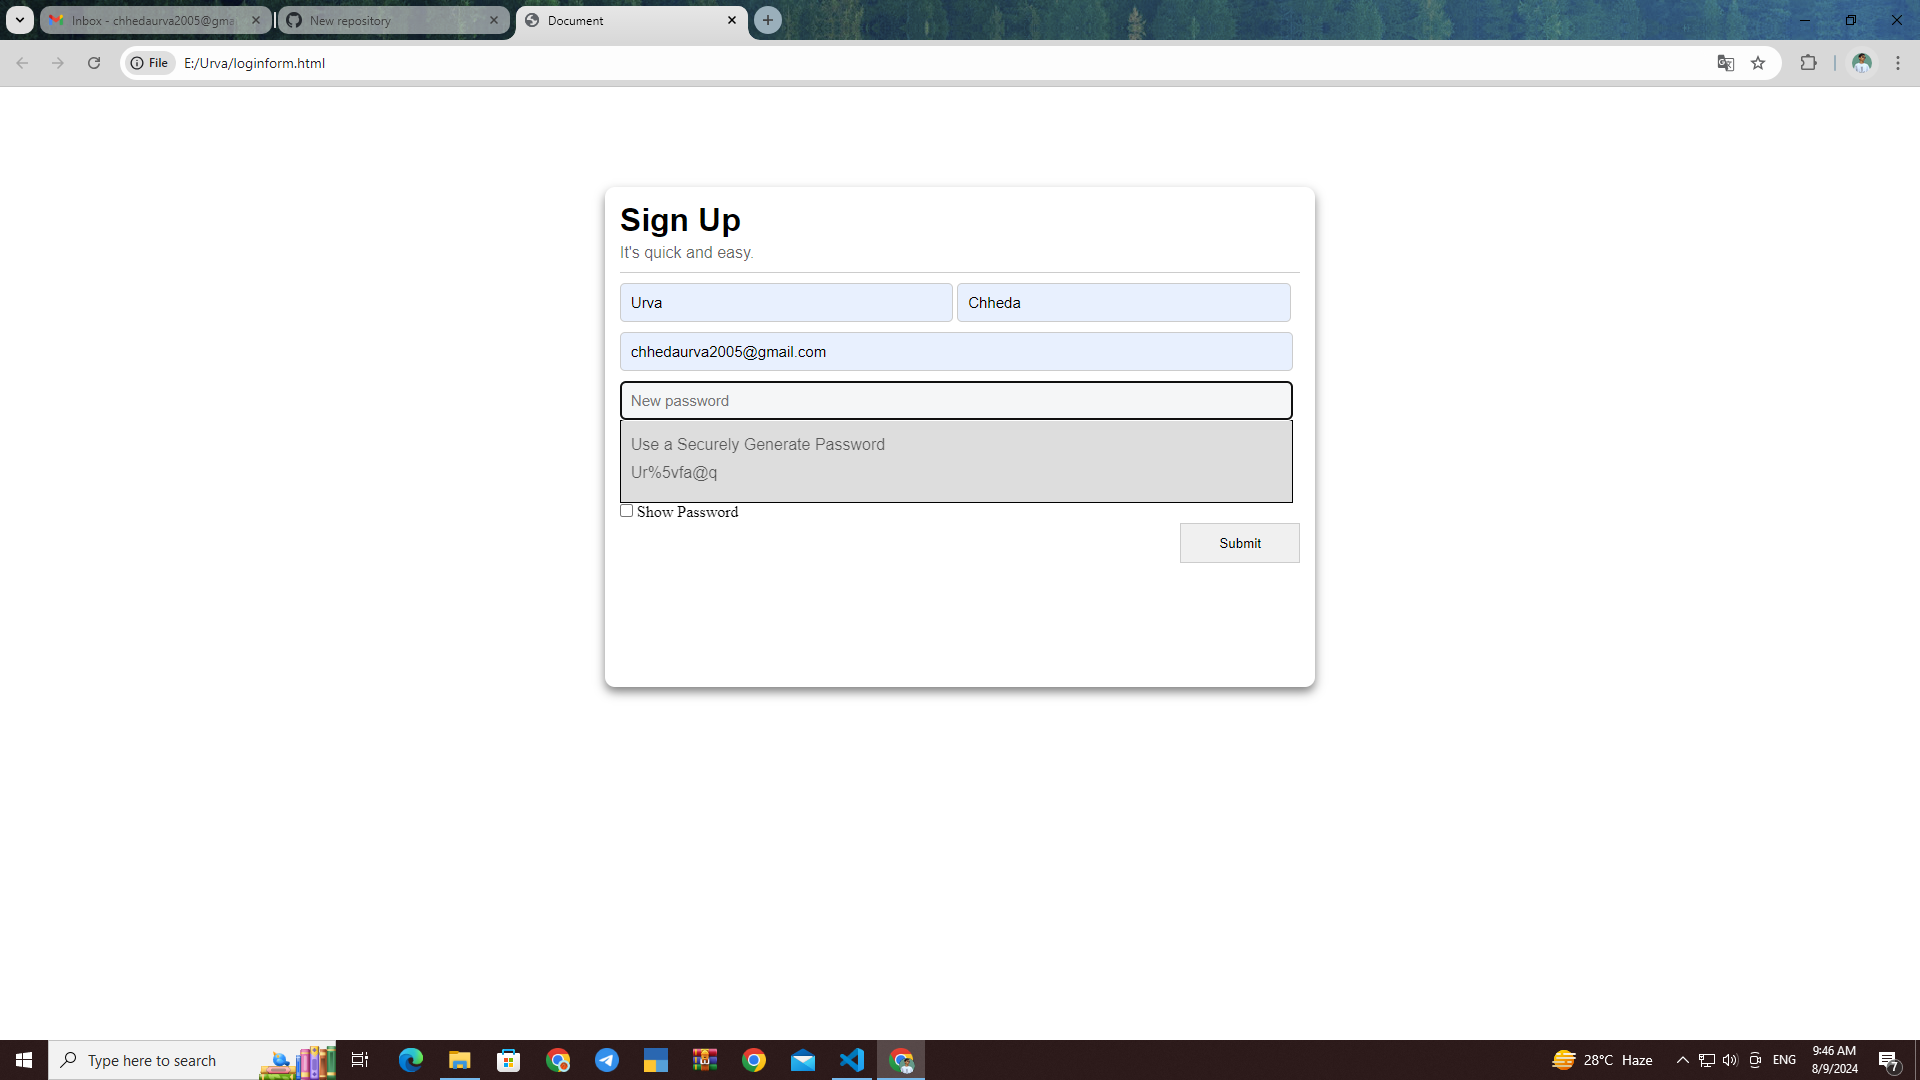 Inbox - chhedaurva2005@gma
New repository
Document
File
E:/Urva/loginform.html
Sign Up
It's quick and easy.
Urva
Chheda
chhedaurva2005@gmail.com
New password
Use a Securely Generate Password
Ur%5vfa@q
Show Password
Submit
Type here to search
28°C Haze
ENG
9:46 AM
8/9/2024
7